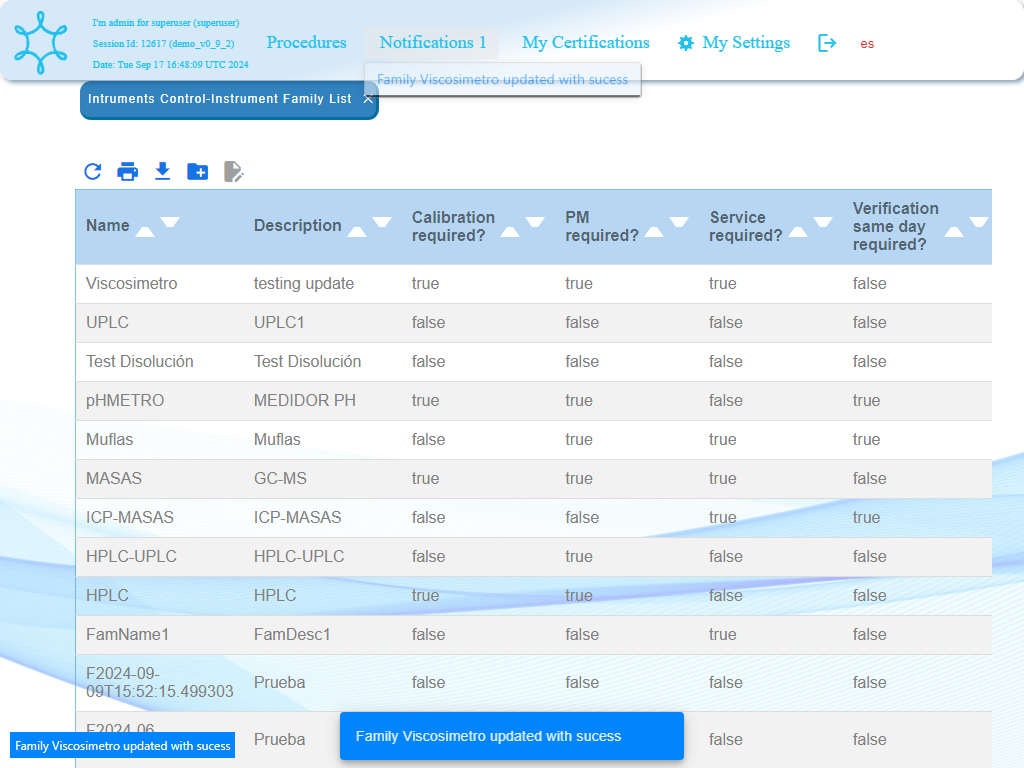 I'm admin for superuser (superuser)
Session Id: 12617 (demo_v0_9_2)
Date: Tue Sep 17 16:48:09 UTC 2024
Procedures
Notifications 1
My Certifications
My Settings
es
Family Viscosimetro updated with sucess
Intruments Control-Instrument Family List ×
Name Description Calibration required? PM required? Service required? Verification same day required?
Viscosimetro testing update true true true false
UPLC UPLC1 false false false false
Test Disolución Test Disolución false false false false
pHMETRO MEDIDOR PH true true false true
Muflas Muflas false true true true
MASAS GC-MS true true true false
ICP-MASAS ICP-MASAS false false true true
HPLC-UPLC HPLC-UPLC false true false false
HPLC HPLC true true false false
FamName1 FamDesc1 false false true false
F2024-09-
09T15:52:15.499303 Prueba false false false false
F2024-06
Prueba false false
Family Viscosimetro updated with sucess
Family Viscosimetro updated with sucess